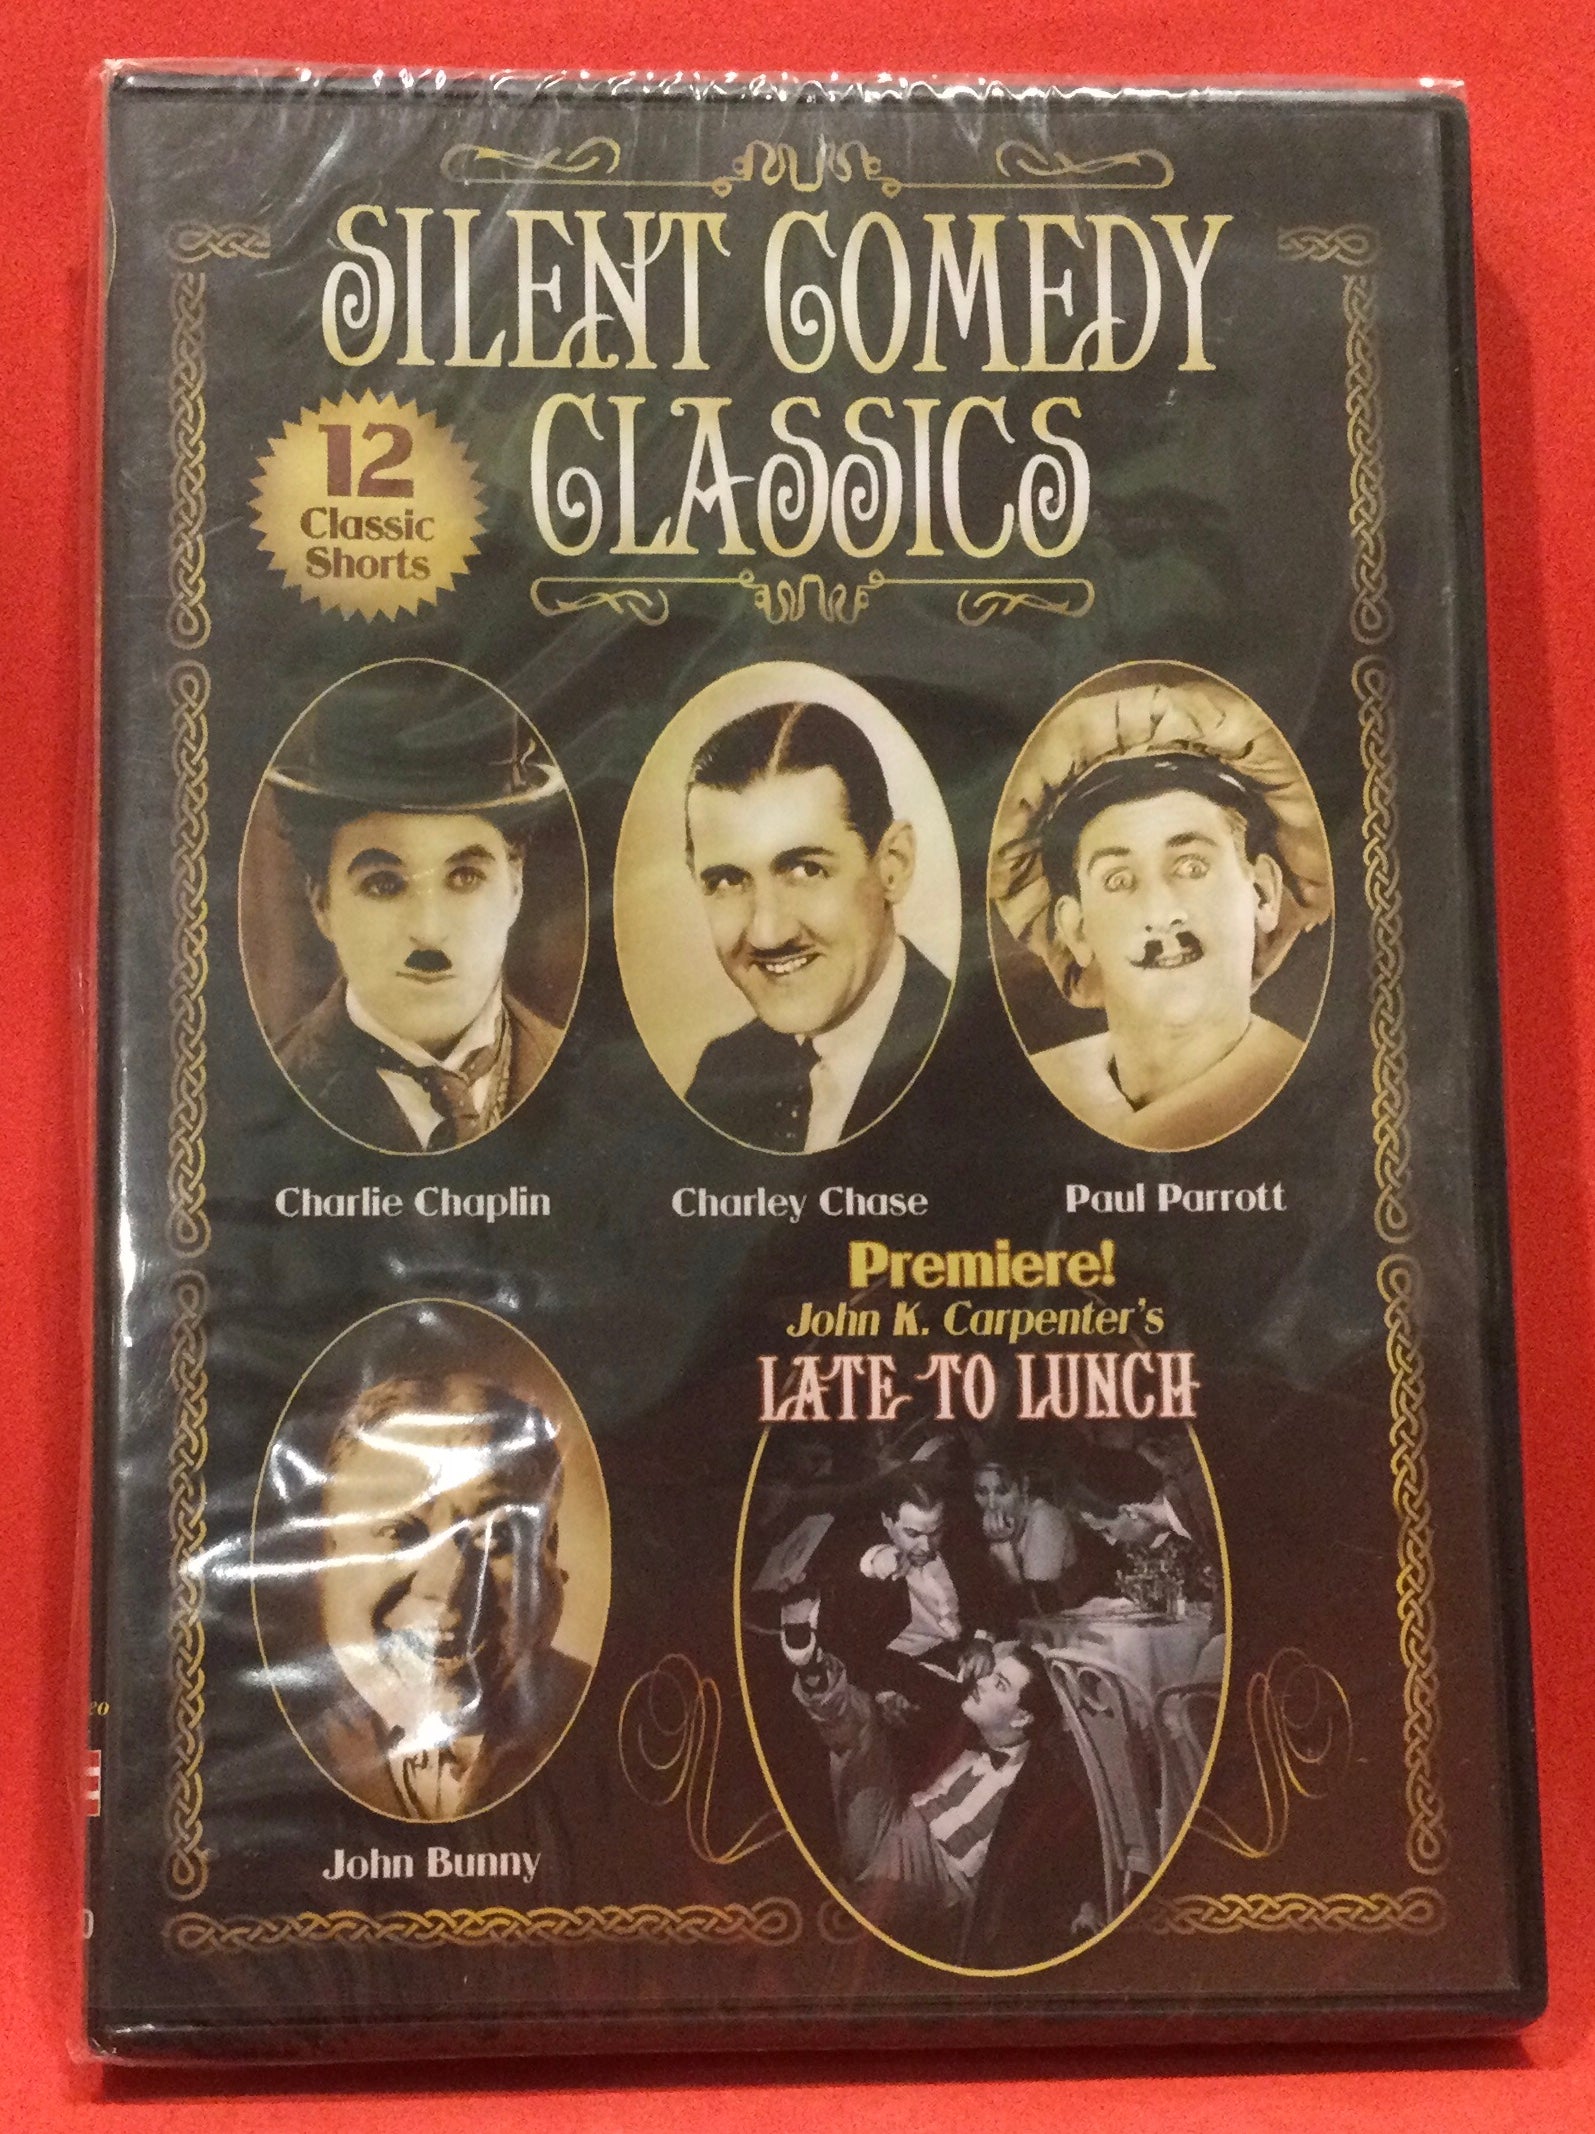 SILENT COMEDY
CLASSICS
12
Classic
Shorts
Charlie Chaplin
Charley Chase
Paul Parrott
Premiere!
John K. Carpenter's
LATE TO LUNCH
John Bunny